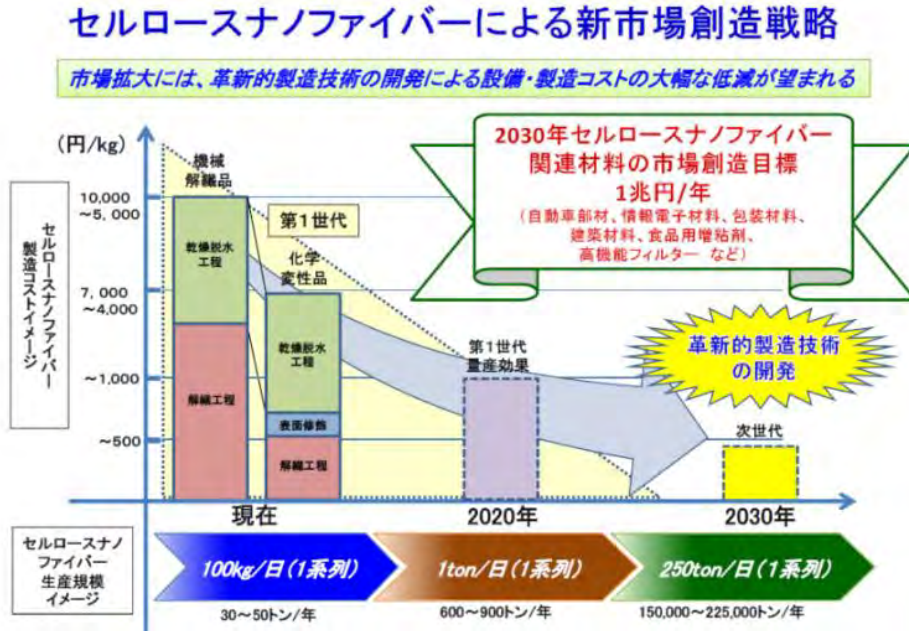 セルロースナノファイバーによる新市場創造戦略
市場拡大には、革新的製造技術の開発による設備・製造コストの大幅な低減が望まれる
(円/kg)
セルロースナノファイバー
製造コストイメージ
10,000
～5,000
7,000
～4,000
～1,000
～500
機械
解繊品
乾燥脱水
工程
解繊工程
第1世代
化学
変性品
乾燥脱水
工程
表面修飾
解繊工程
第1世代
量産効果
2030年セルロースナノファイバー
関連材料の市場創造目標
1兆円/年
(自動車部材、情報電子材料、包装材料、
建築材料、食品用増粘剤、
高機能フィルター など)
革新的製造技術
の開発
次世代
現在
2020年
2030年
セルロースナノ
ファイバー
生産規模
イメージ
100kg/日(1系列)
1ton/日(1系列)
250ton/日(1系列)
30～50トン/年
600～900トン/年
150,000～225,000トン/年